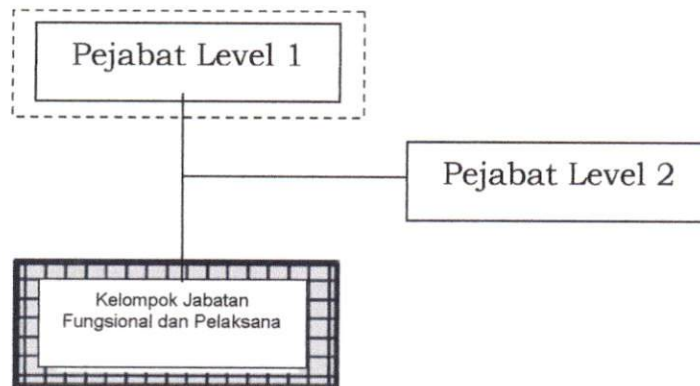 Pejabat Level 1
Pejabat Level 2
Kelompok Jabatan
Fungsional dan Pelaksana